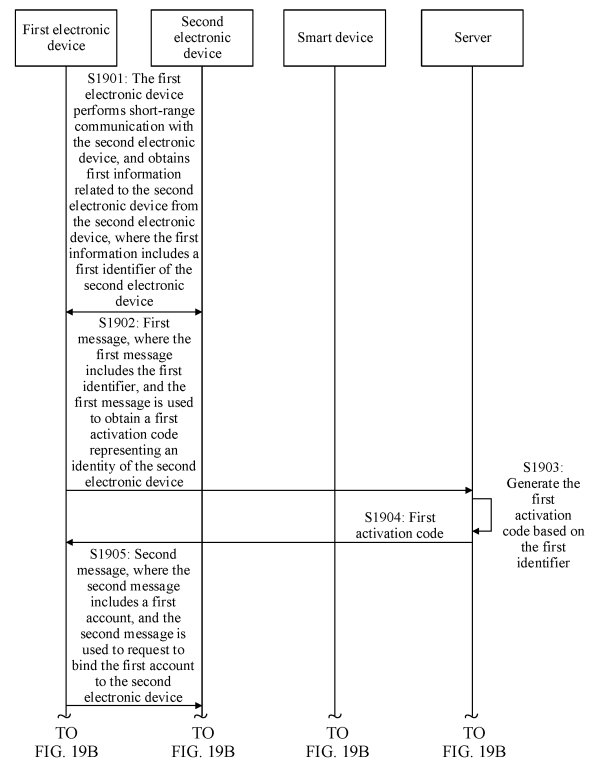 First electronic
device
Second
electronic
device
Smart device
Server
S1901: The first
electronic device
performs short-range
communication with
the second electronic
device, and obtains
first information
related to the second
electronic device from
the second electronic
device, where the first
information includes a
first identifier of the
second electronic
device
S1902: First
message, where the
first message
includes the first
identifier, and the
first message is used
to obtain a first
activation code
representing an
identity of the second
electronic device
S1903:
Generate the
first
activation
code based on
the first
identifier
S1904: First
activation code
S1905: Second
message, where the
second message
includes a first
account, and the
second message is
used to request to
bind the first account
to the second
electronic device
TO
FIG. 19B
TO
FIG. 19B
TO
FIG. 19B
TO
FIG. 19B